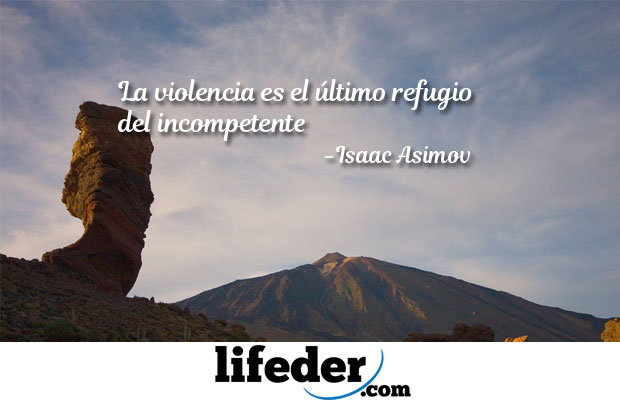 La violencia es el último refugio
del incompetente
–Isaac Asimov
lifeder
.com